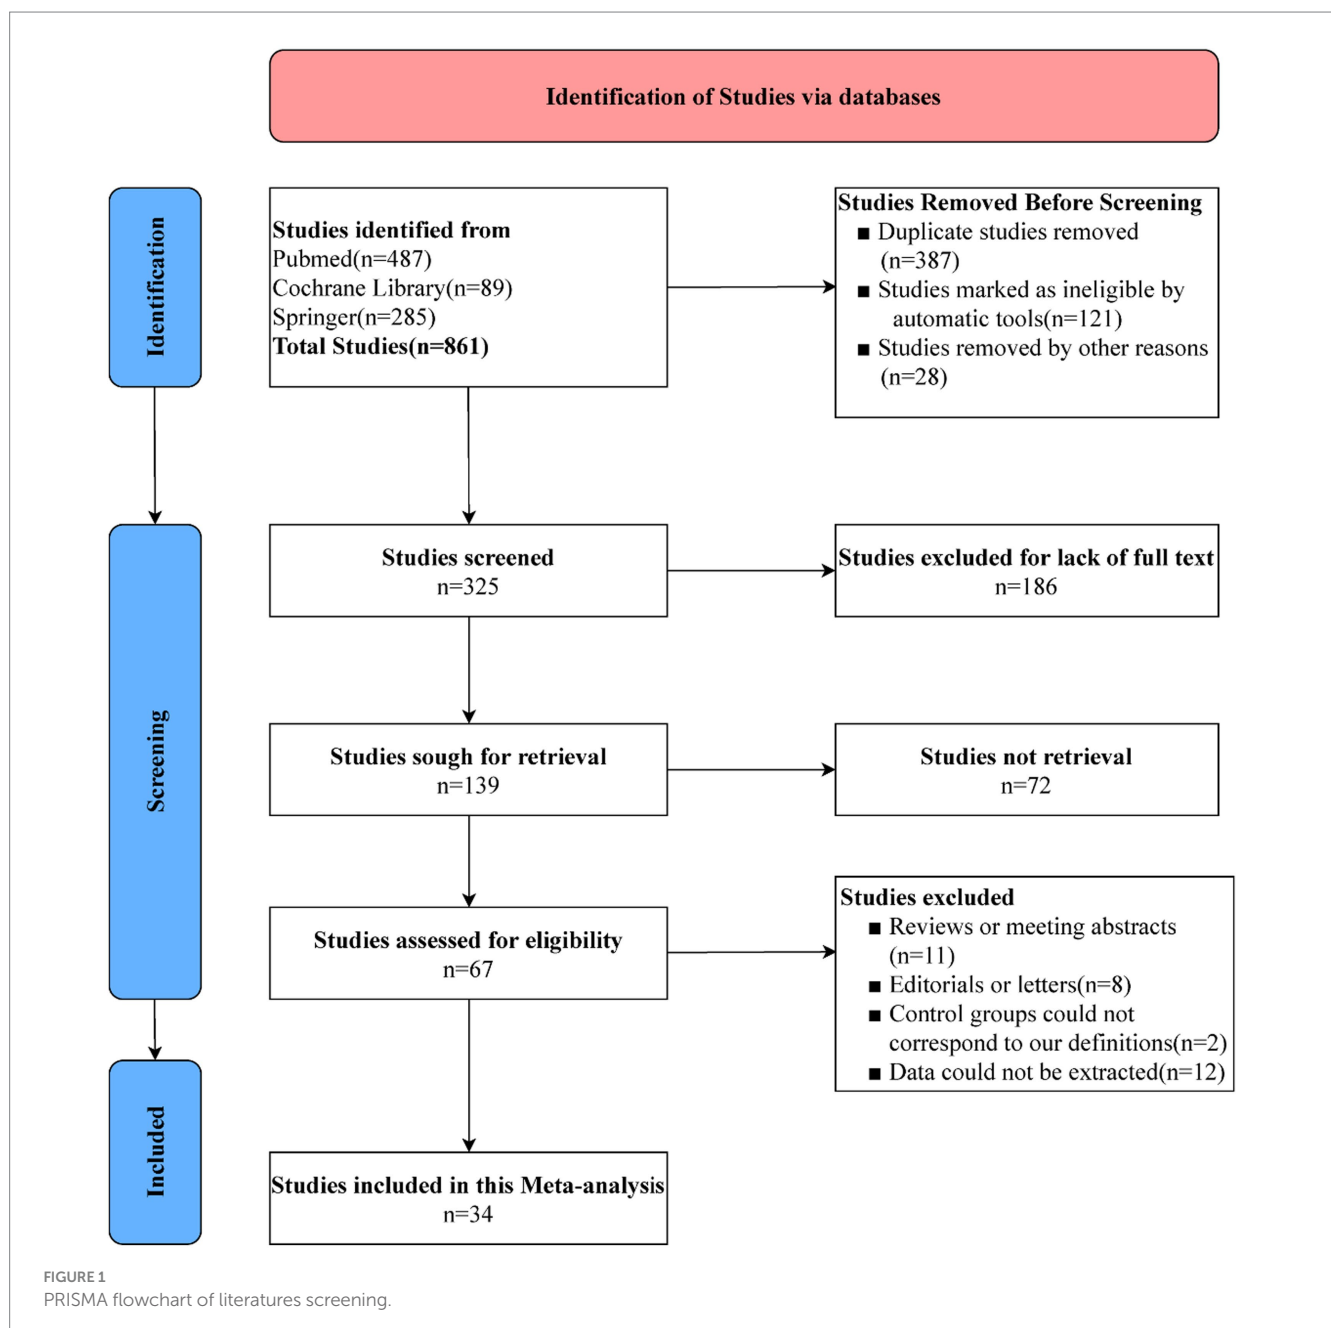 Identification of Studies via databases
Identification
Studies identified from
Pubmed(n=487)
Cochrane Library(n=89)
Springer(n=285)
Total Studies(n=861)
Studies Removed Before Screening
■ Duplicate studies removed
(n=387)
■ Studies marked as ineligible by
automatic tools(n=121)
■ Studies removed by other reasons
(n=28)
Screening
Studies screened
n=325
Studies excluded for lack of full text
n=186
Studies sough for retrieval
n=139
Studies not retrieval
n=72
Studies assessed for eligibility
n=67
Studies excluded
■ Reviews or meeting abstracts
(n=11)
■ Editorials or letters(n=8)
■ Control groups could not
correspond to our definitions(n=2)
■ Data could not be extracted(n=12)
Included
Studies included in this Meta-analysis
n=34
FIGURE 1
PRISMA flowchart of literatures screening.